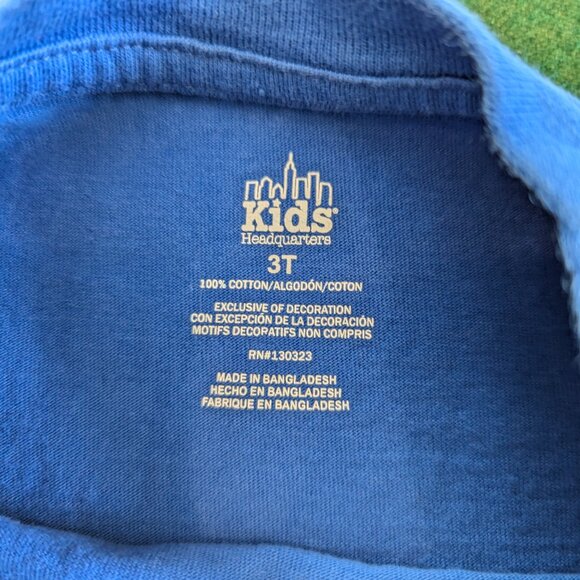 Kids®
Headquarters
3T
100% COTTON/ALGODÓN/COTON
EXCLUSIVE OF DECORATION
CON EXCEPCIÓN DE LA DECORACIÓN
MOTIFS DECORATIFS NON COMPRIS
RN#130323
MADE IN BANGLADESH
HECHO EN BANGLADESH
FABRIQUE EN BANGLADESH